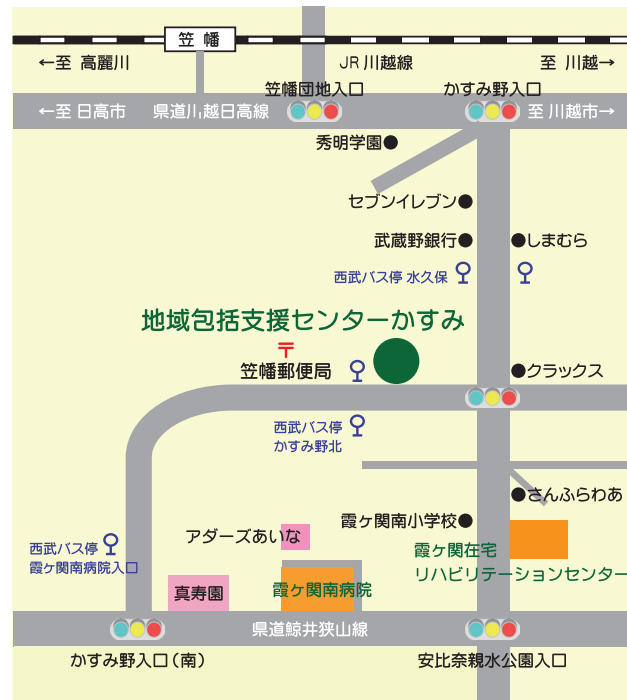 笠幡
←至 高麗川
JR 川越線
至 川越→
笠幡団地入口
かすみ野入口
←至 日高市
県道川越日高線
至 川越市→
秀明学園
セブンイレブン
武蔵野銀行
しまむら
西武バス停 水久保
地域包括支援センターかすみ
〒
笠幡郵便局
クラックス
西武バス停
かすみ野北
さんふらわあ
霞ヶ関南小学校
アダーズあいな
霞ヶ関在宅
リハビリテーションセンター
西武バス停
霞ヶ関南病院入口
真寿園
霞ヶ関南病院
県道鯨井狭山線
かすみ野入口（南）
安比奈親水公園入口